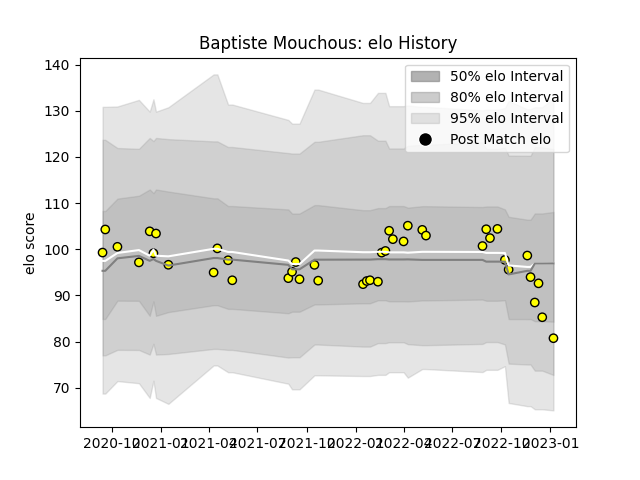 Baptiste Mouchous: elo History
140
130
120
110
100
90
80
70
elo score
50% elo Interval
80% elo Interval
95% elo Interval
Post Match elo
2020-10 2021-01 2021-04 2021-07 2021-10 2022-01 2022-04 2022-07 2022-10 2023-01